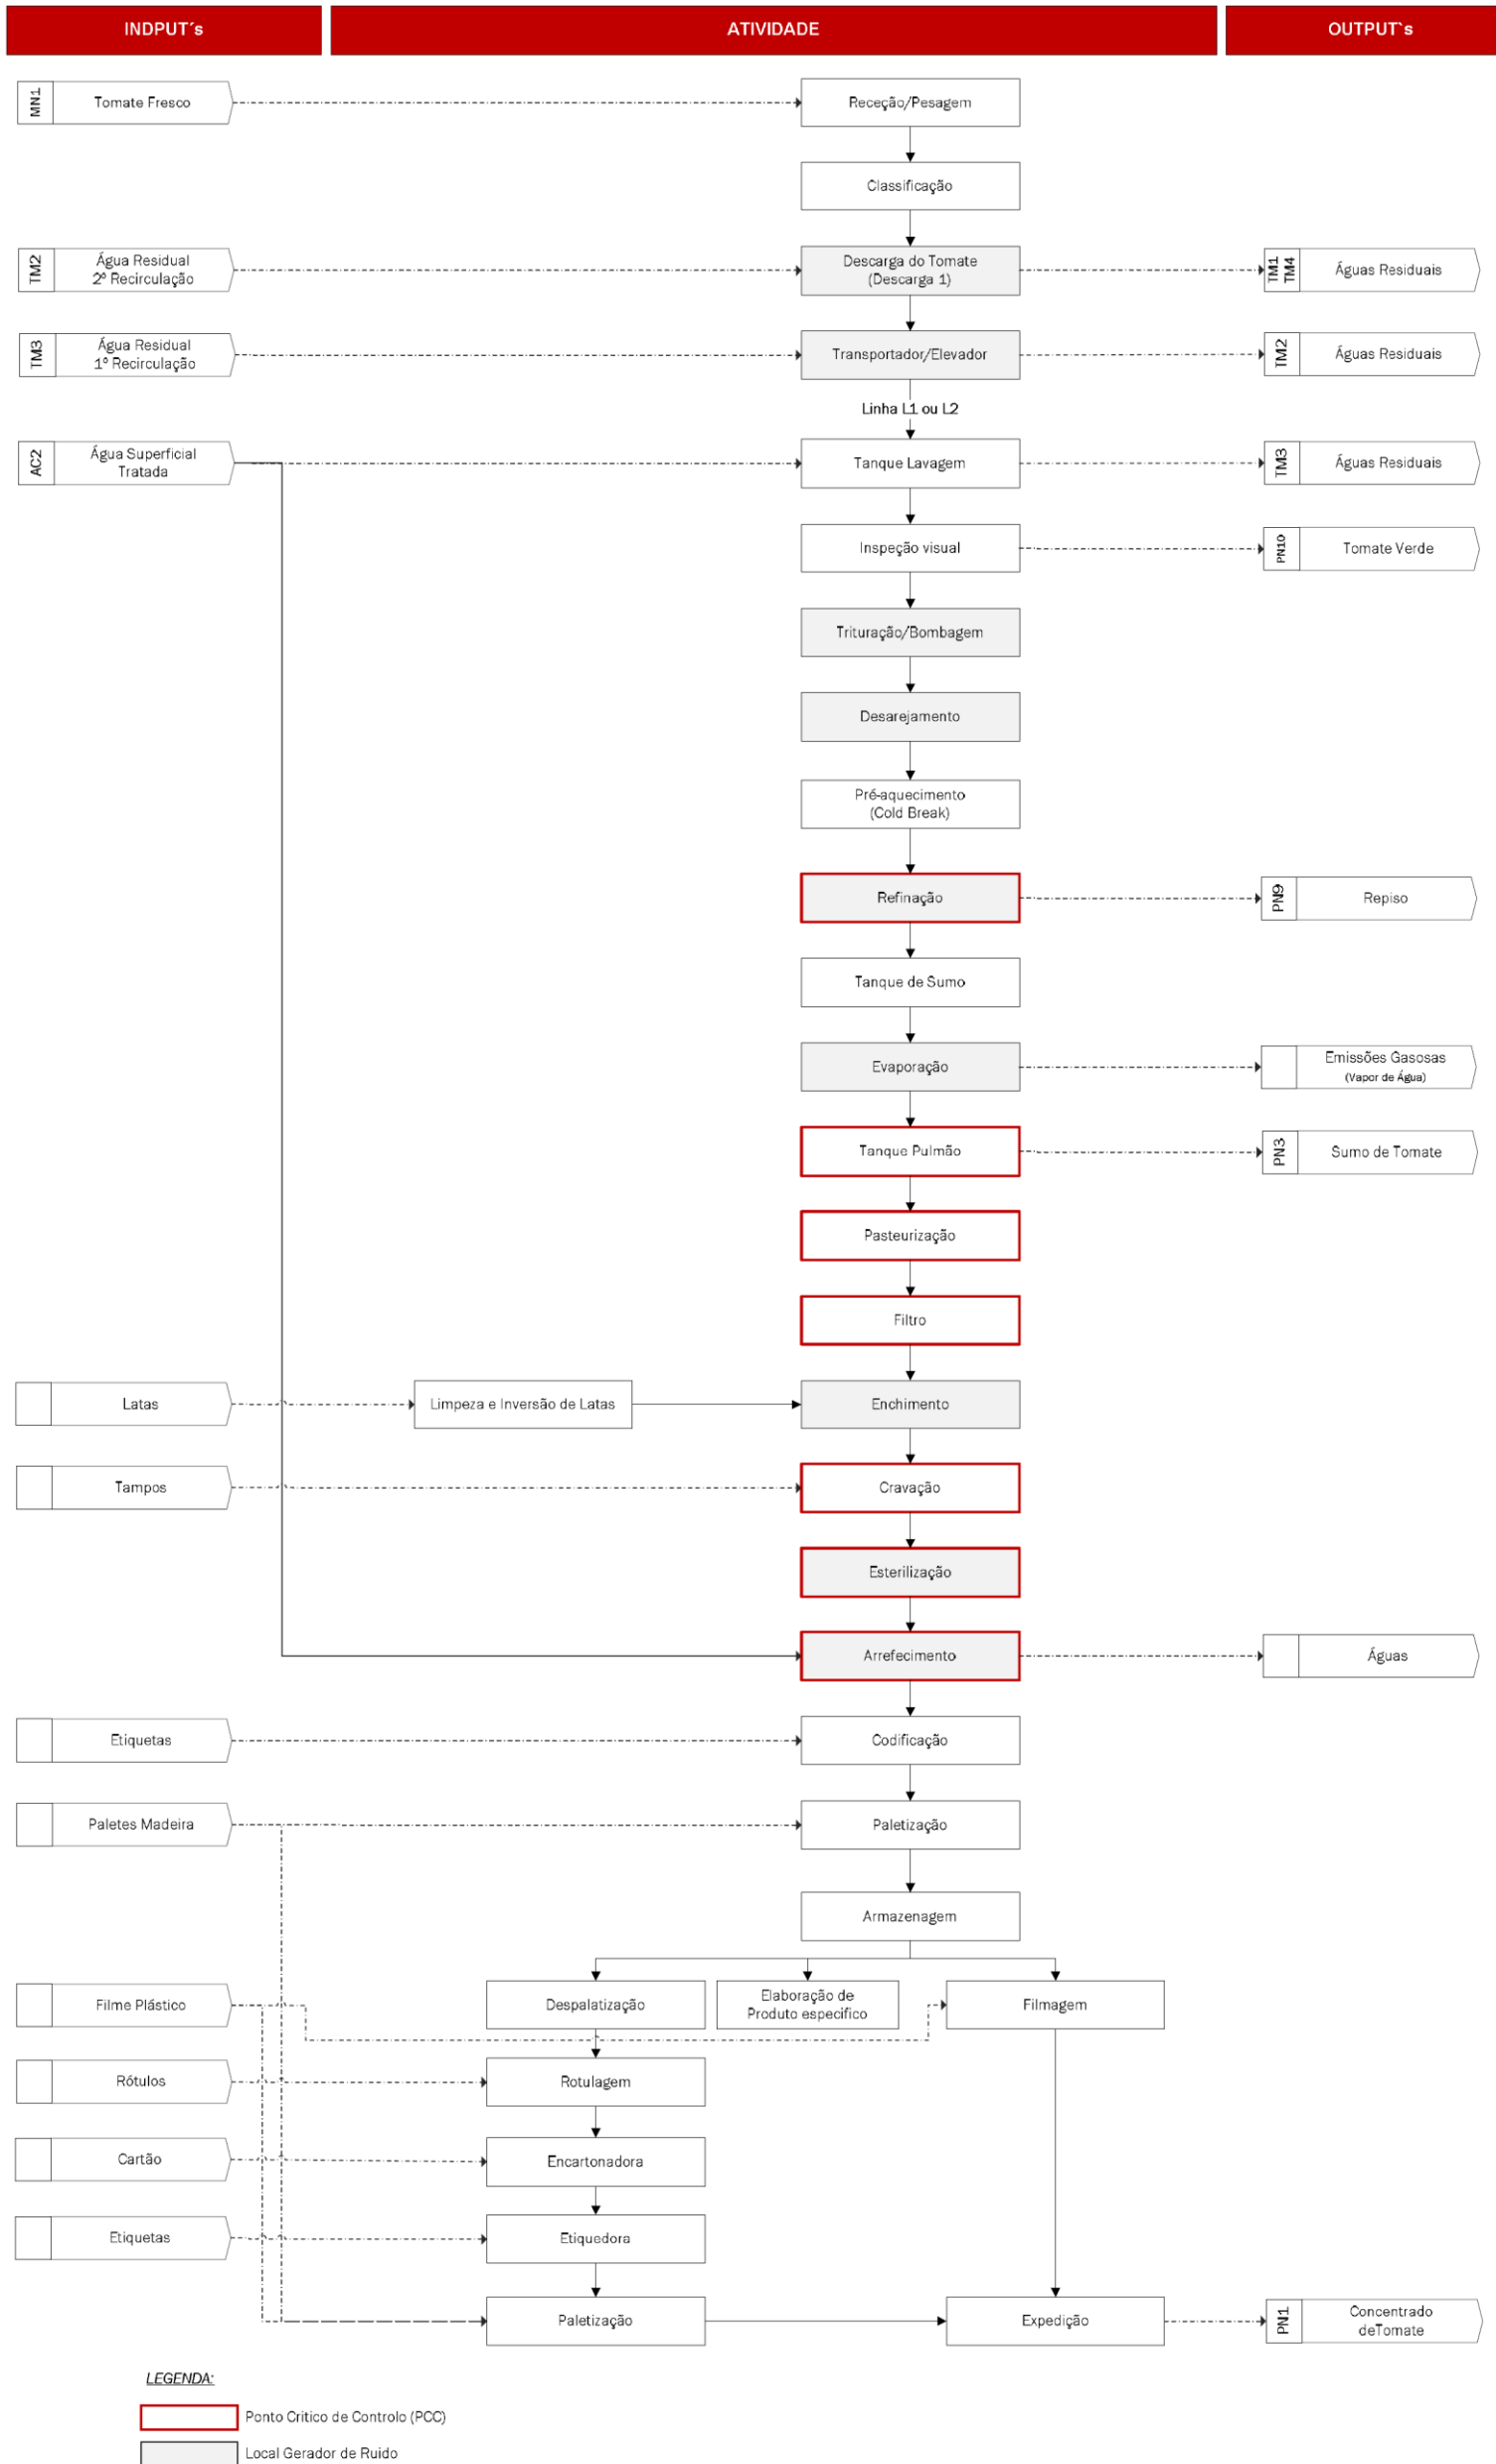 INDPUT´s
ATIVIDADE
OUTPUT`s
MN1
Tomate Fresco
Receção/Pesagem
Classificação
TM2
Água Residual
2º Recirculação
Descarga do Tomate
(Descarga 1)
TM1
TM4
Águas Residuais
TM3
Água Residual
1º Recirculação
Transportador/Elevador
TM2
Águas Residuais
Linha L1 ou L2
AC2
Água Superficial
Tratada
Tanque Lavagem
TM3
Águas Residuais
Inspeção visual
PN10
Tomate Verde
Trituração/Bombagem
Desarejamento
Pré-aquecimento
(Cold Break)
Refinação
PN9
Repiso
Tanque de Sumo
Evaporação
Emissões Gasosas
(Vapor de Água)
Tanque Pulmão
PN3
Sumo de Tomate
Pasteurização
Filtro
Latas
Limpeza e Inversão de Latas
Enchimento
Tampos
Cravação
Esterilização
Arrefecimento
Águas
Etiquetas
Codificação
Paletes Madeira
Paletização
Armazenagem
Filme Plástico
Despalatização
Elaboração de
Produto especifico
Filmagem
Rótulos
Rotulagem
Cartão
Encartonadora
Etiquetas
Etiquedora
Paletização
Expedição
PN1
Concentrado
deTomate
LEGENDA:
Ponto Critico de Controlo (PCC)
Local Gerador de Ruido